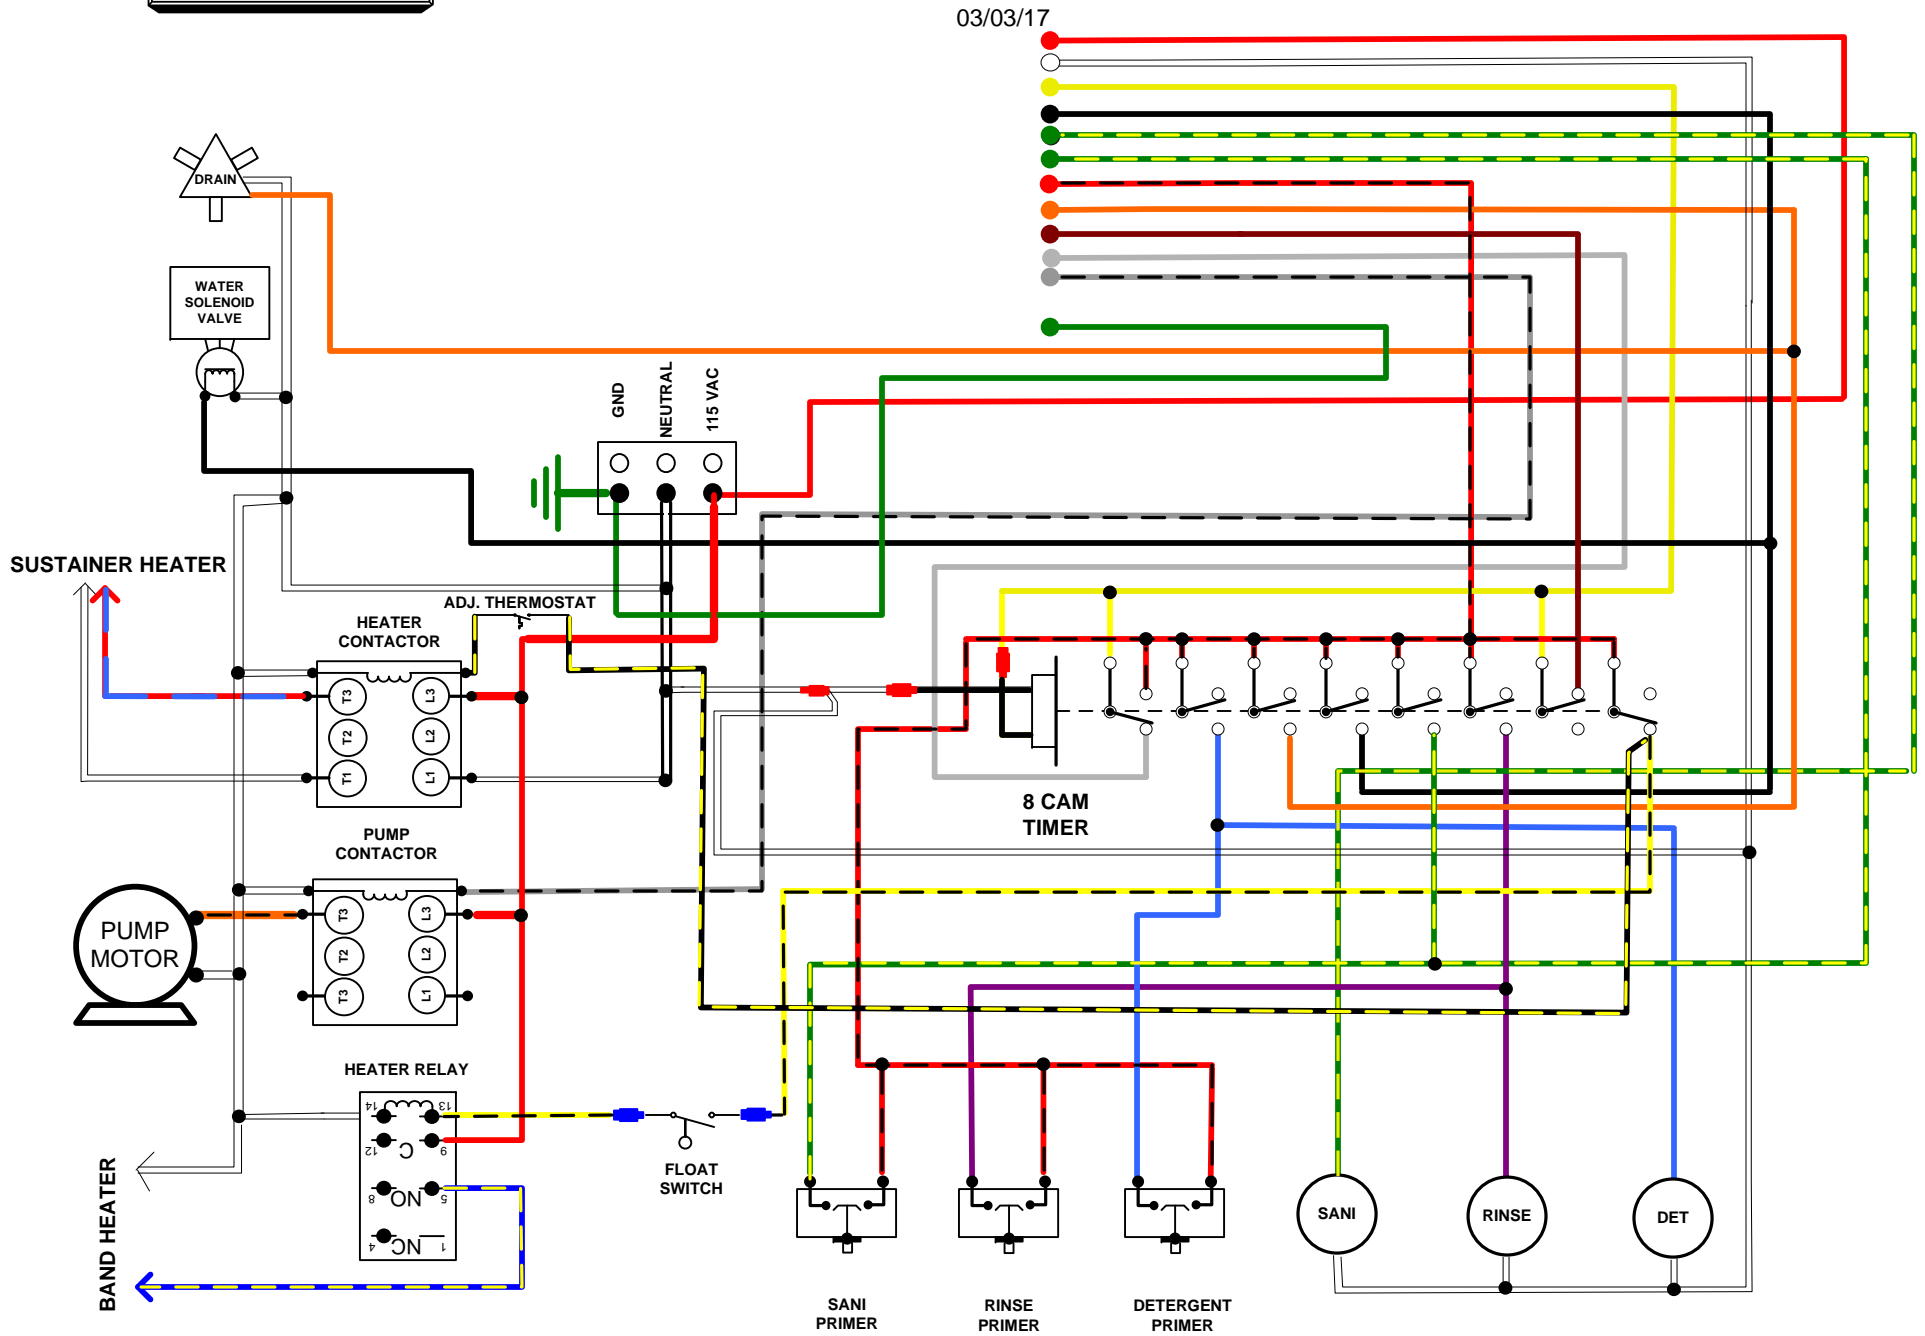 03/03/17
DRAIN
WATER
SOLENOID
VALVE
GND
NEUTRAL
115 VAC
SUSTAINER HEATER
ADJ. THERMOSTAT
HEATER
CONTACTOR
T3
L3
T2
L2
T1
L1
8 CAM
TIMER
PUMP
CONTACTOR
PUMP
MOTOR
T3
L3
T2
L2
T3
L1
HEATER RELAY
14
13
12
C
9
8
NO
5
4
NC
1
FLOAT
SWITCH
BAND HEATER
SANI
RINSE
DET
SANI
PRIMER
RINSE
PRIMER
DETERGENT
PRIMER